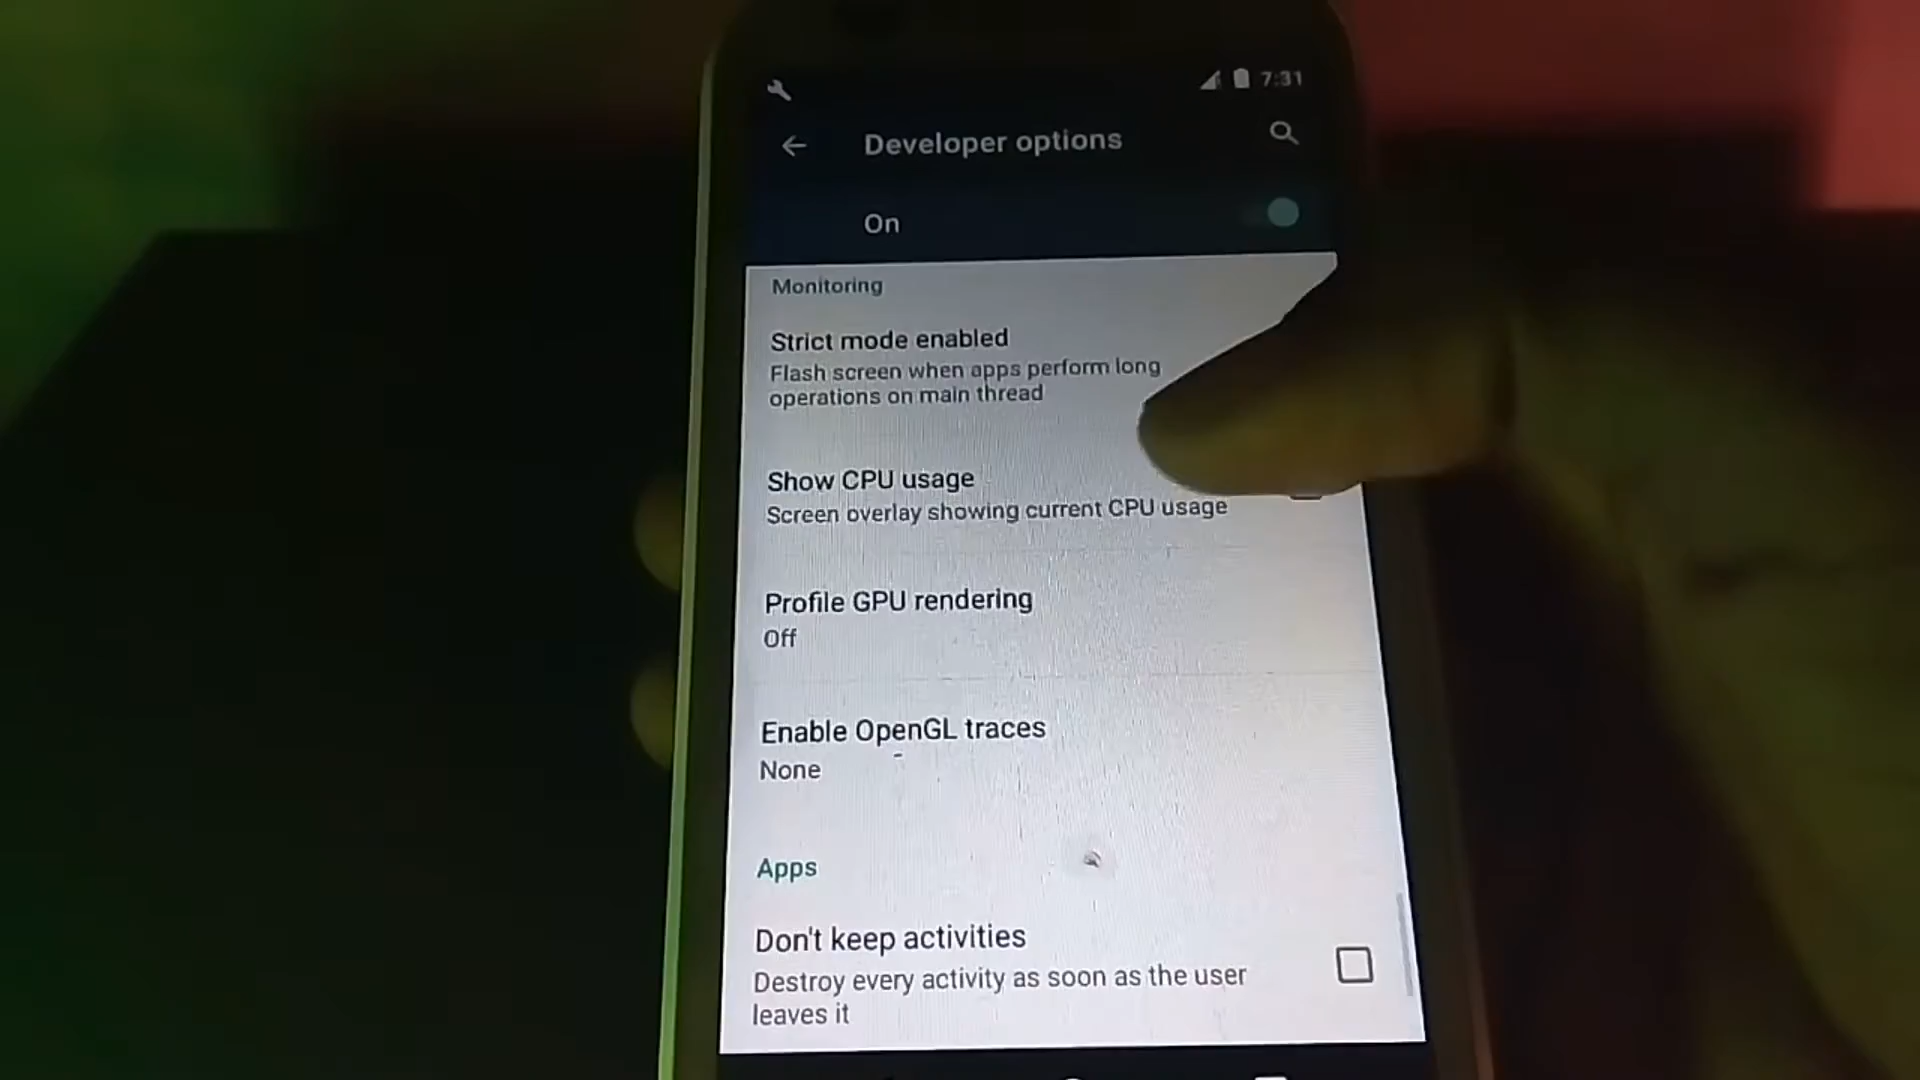 7:31
Developer options
On
Monitoring
Strict mode enabled
Flash screen when apps perform long
operations on main thread
Show CPU usage
Screen overlay showing current CPU usage
Profile GPU rendering
Off
Enable OpenGL traces
None
Apps
Don't keep activities
Destroy every activity as soon as the user
leaves it